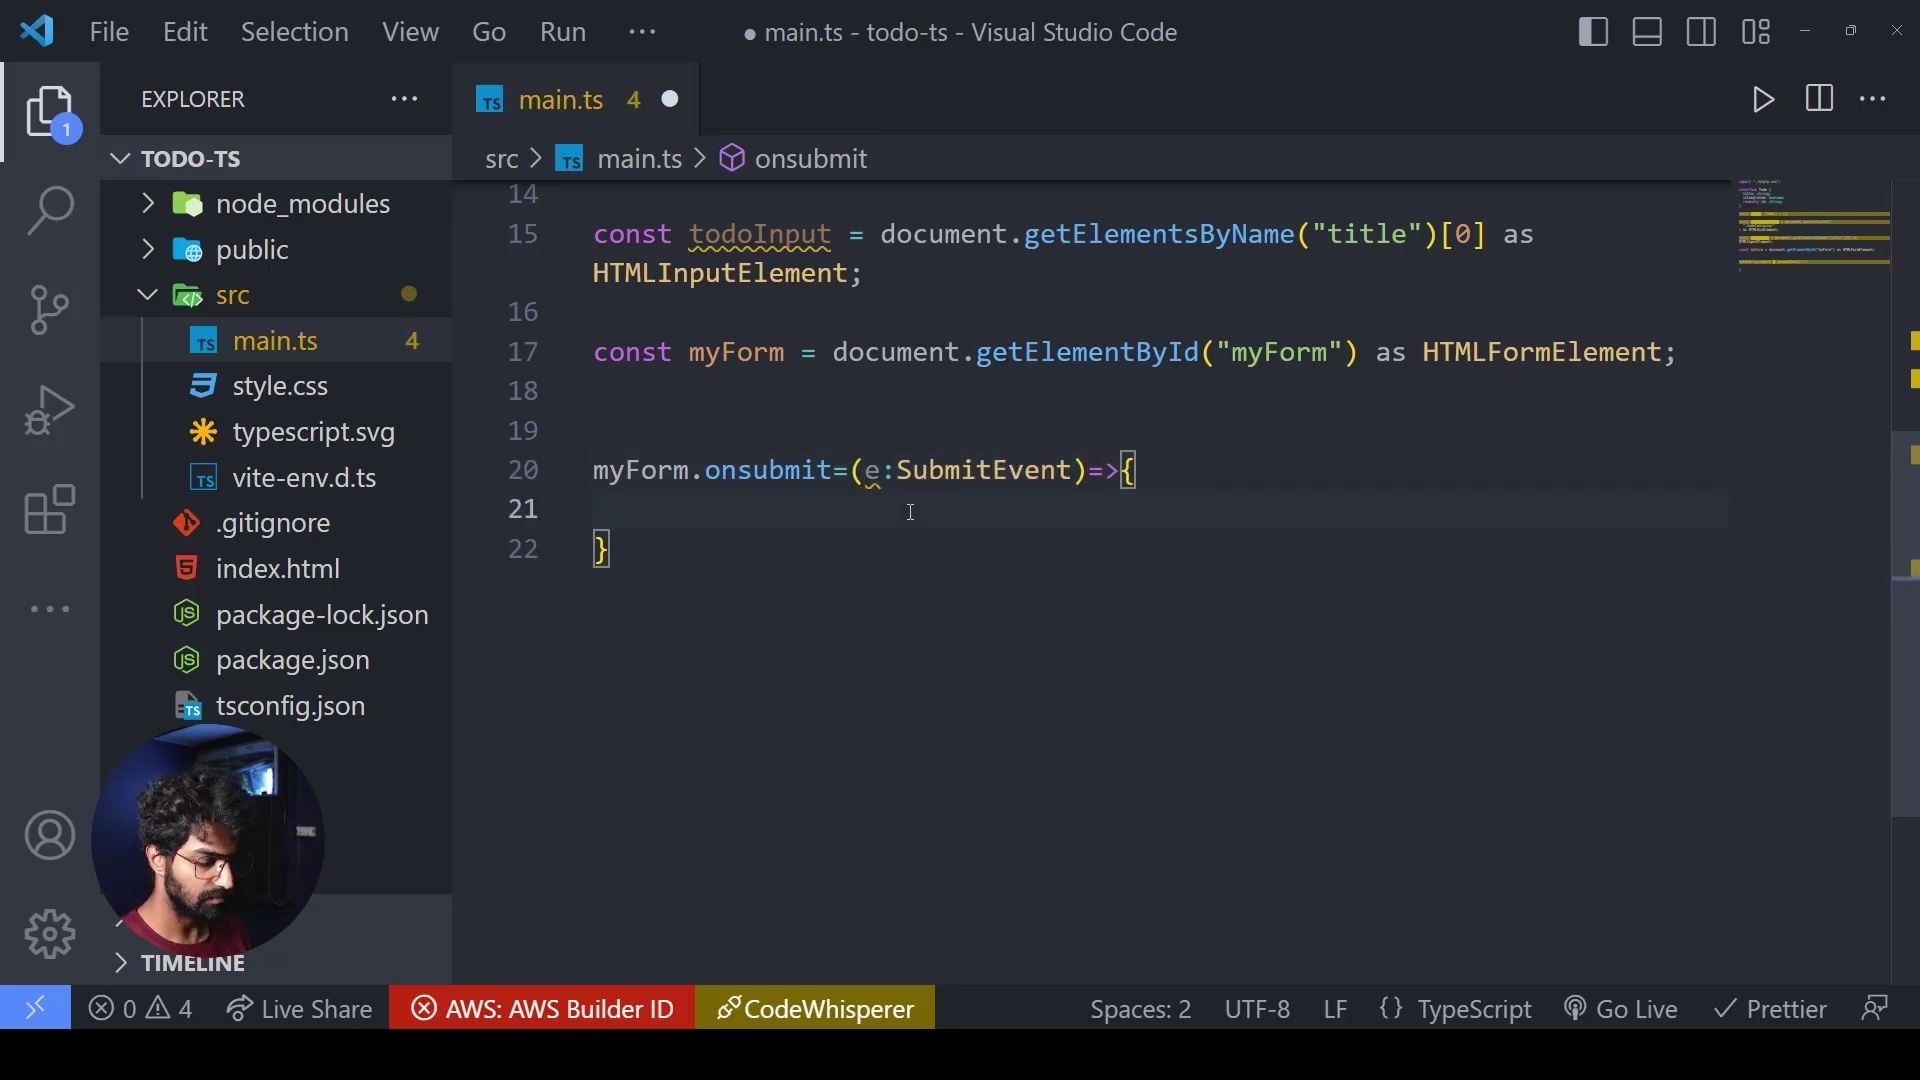 File Edit Selection View Go Run ··· ● main.ts - todo-ts - Visual Studio Code
EXPLORER ···
TS main.ts 4
1
TODO-TS
src > TS main.ts > onsubmit
node_modules
public
src
TS main.ts 4
style.css
typescript.svg
TS vite-env.d.ts
.gitignore
index.html
package-lock.json
package.json
tsconfig.json
TIMELINE
14
15 const todoInput = document.getElementsByName("title")[0] as
HTMLInputElement;
16
17 const myForm = document.getElementById("myForm") as HTMLFormElement;
18
19
20 myForm.onsubmit=(e:SubmitEvent)=>{
21
22 }
0 4 Live Share AWS: AWS Builder ID CodeWhisperer Spaces: 2 UTF-8 LF {} TypeScript Go Live Prettier